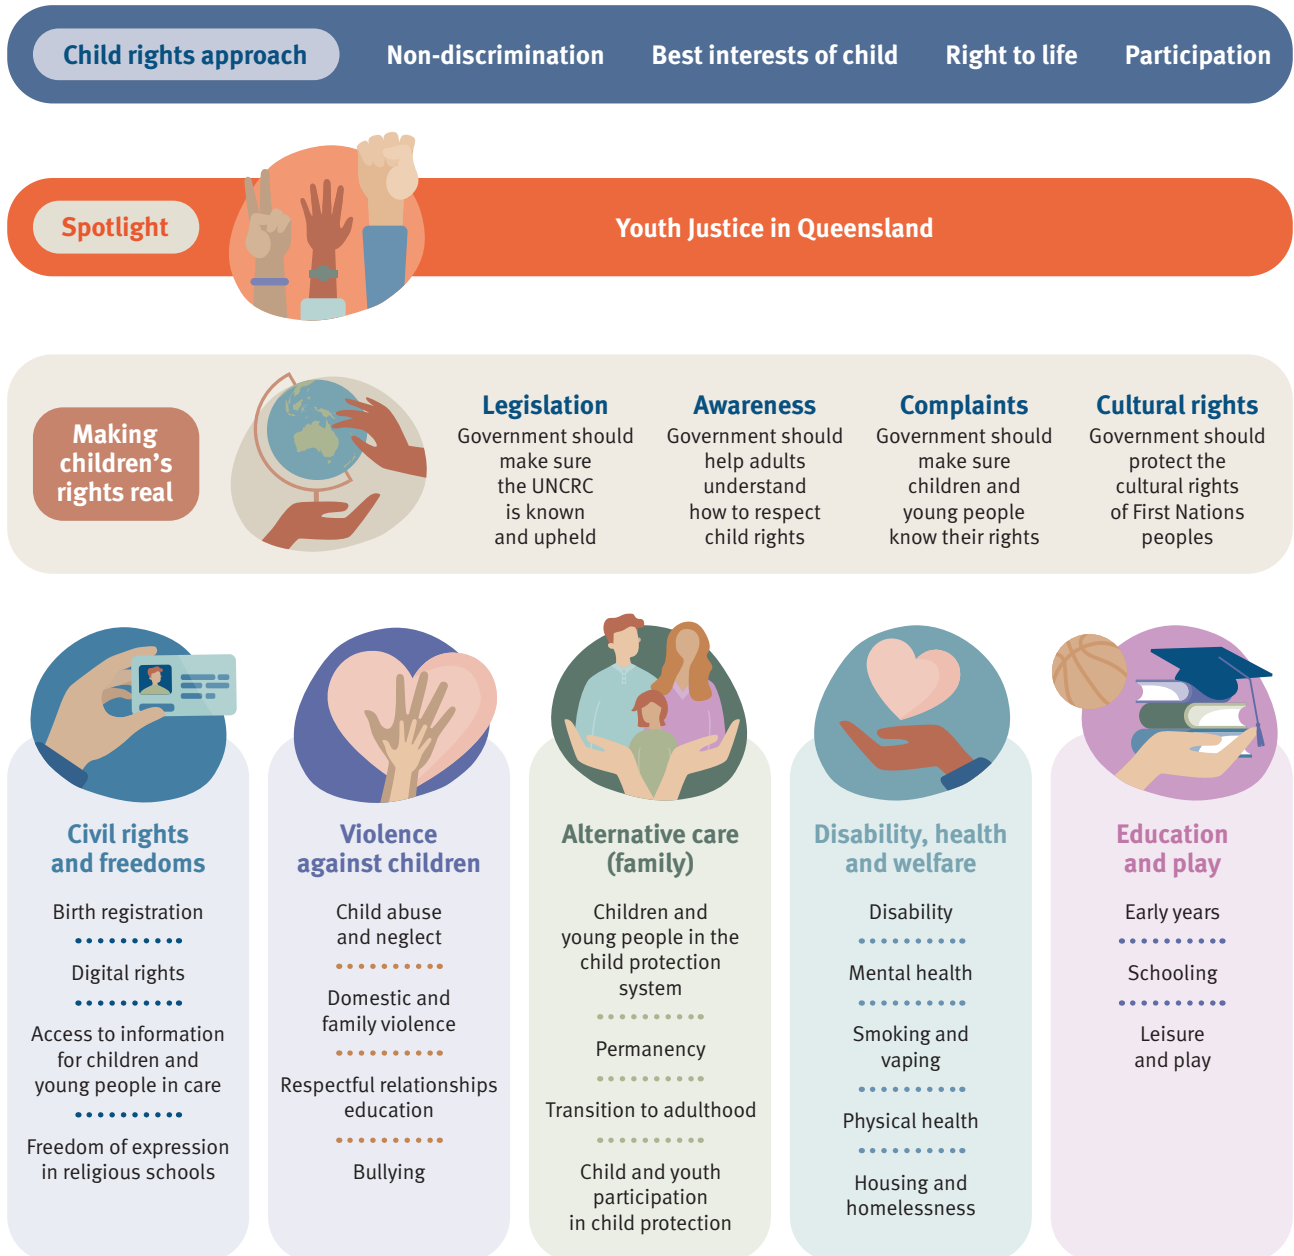 Child rights approach
Non-discrimination
Best interests of child
Right to life
Participation
Spotlight
Youth Justice in Queensland
Making
children's
rights real
Legislation
Government should
make sure
the UNCRC
is known
and upheld
Awareness
Government should
help adults
understand
how to respect
child rights
Complaints
Government should
make sure
children and
young people
know their rights
Cultural rights
Government should
protect the
cultural rights
of First Nations
peoples
Civil rights
and freedoms
Birth registration
Digital rights
Access to information
for children and
young people in care
Freedom of expression
in religious schools
Violence
against children
Child abuse
and neglect
Domestic and
family violence
Respectful relationships
education
Bullying
Alternative care
(family)
Children and
young people in the
child protection
system
Permanency
Transition to adulthood
Child and youth
participation
in child protection
Disability, health
and welfare
Disability
Mental health
Smoking and
vaping
Physical health
Housing and
homelessness
Education
and play
Early years
Schooling
Leisure
and play